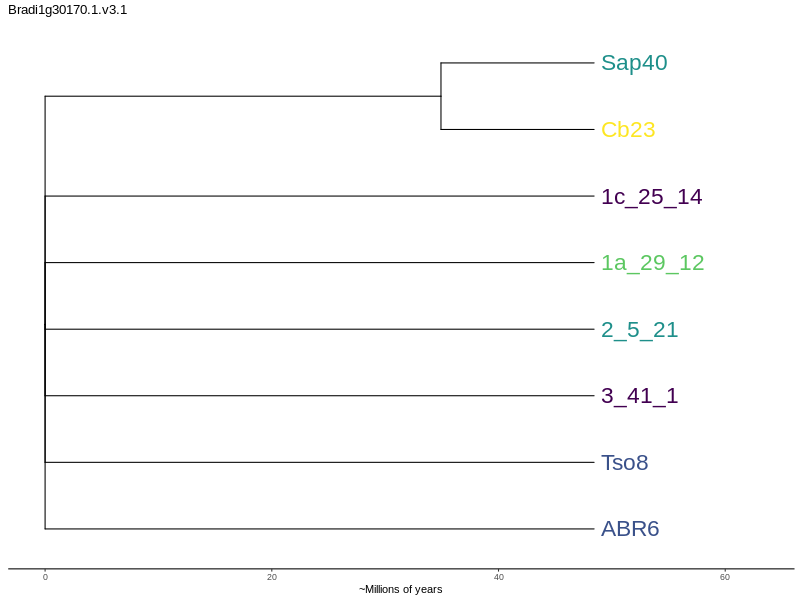 Bradi1g30170.1.v3.1
Sap40
Cb23
1c_25_14
1a_29_12
2_5_21
3_41_1
Tso8
ABR6
0 20 40 60
~Millions of years